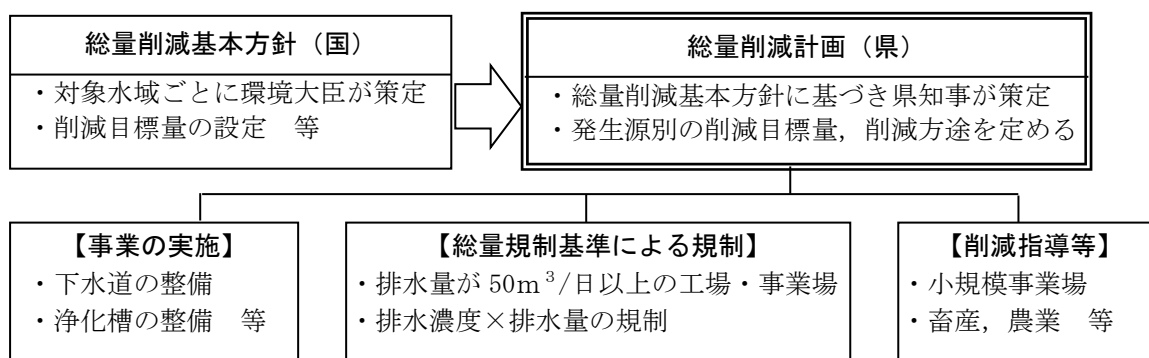 総量削減基本方針（国）
・対象水域ごとに環境大臣が策定
・削減目標量の設定　等
総量削減計画（県）
・総量削減基本方針に基づき県知事が策定
・発生源別の削減目標量，削減方途を定める
【事業の実施】
・下水道の整備
・浄化槽の整備　等
【総量規制基準による規制】
・排水量が 50m³/日以上の工場・事業場
・排水濃度×排水量の規制
【削減指導等】
・小規模事業場
・畜産，農業　等